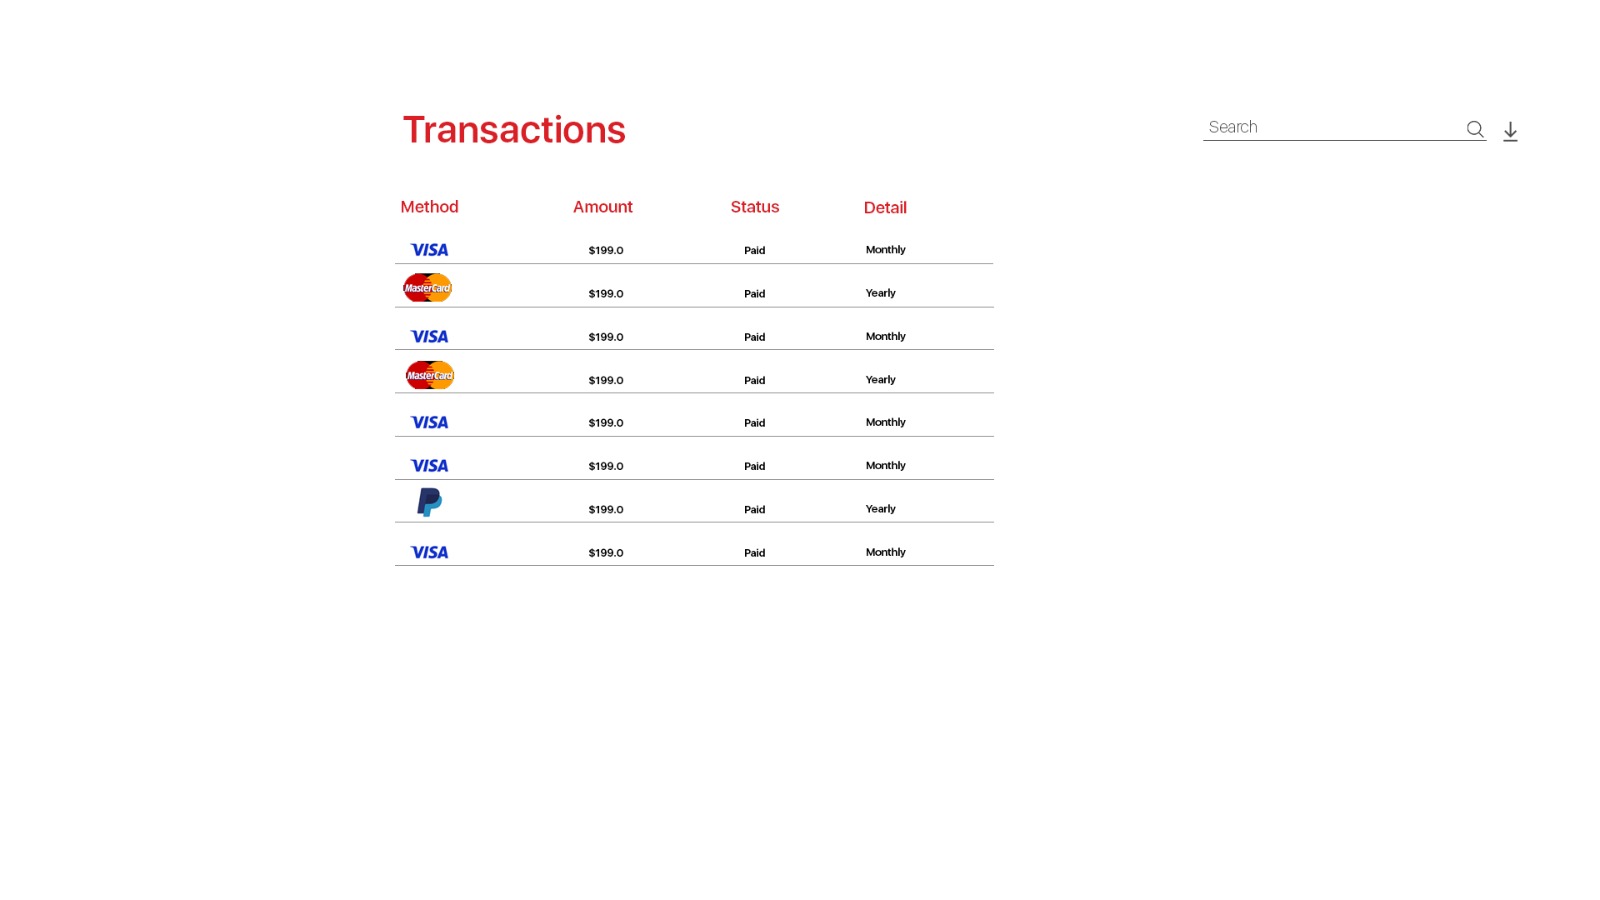 Transactions
Search
Method Amount Status Detail
VISA $199.0 Paid Monthly
MasterCard $199.0 Paid Yearly
VISA $199.0 Paid Monthly
MasterCard $199.0 Paid Yearly
VISA $199.0 Paid Monthly
VISA $199.0 Paid Monthly
$199.0 Paid Yearly
VISA $199.0 Paid Monthly